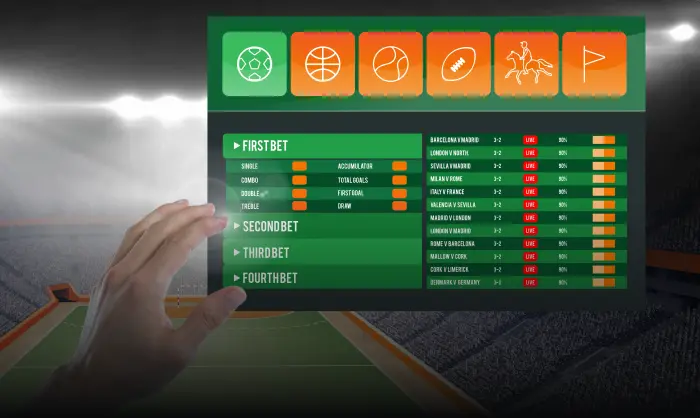 FIRST BET
SINGLE ACCUMULATOR
COMBO TOTAL GOALS
DOUBLE FIRST GOAL
TREBLE DRAW
SECOND BET
THIRD BET
FOURTH BET
BARCELONA V MADRID 3-2 LIVE 90%
LONDON V NORTH 3-2 LIVE 90%
SEVILLA V MADRID 3-2 LIVE 90%
MILAN V ROME 3-2 LIVE 90%
ITALY V FRANCE 3-2 LIVE 90%
VALENCIA V SEVILLA 3-2 LIVE 90%
MADRID V LONDON 3-2 LIVE 90%
LONDON V MADRID 3-2 LIVE 90%
ROME V BARCELONA 3-2 LIVE 90%
MALLOW V CORK 3-2 LIVE 90%
CORK V LIMERICK 3-2 LIVE 90%
DENMARK V GERMANY 3-2 LIVE 90%